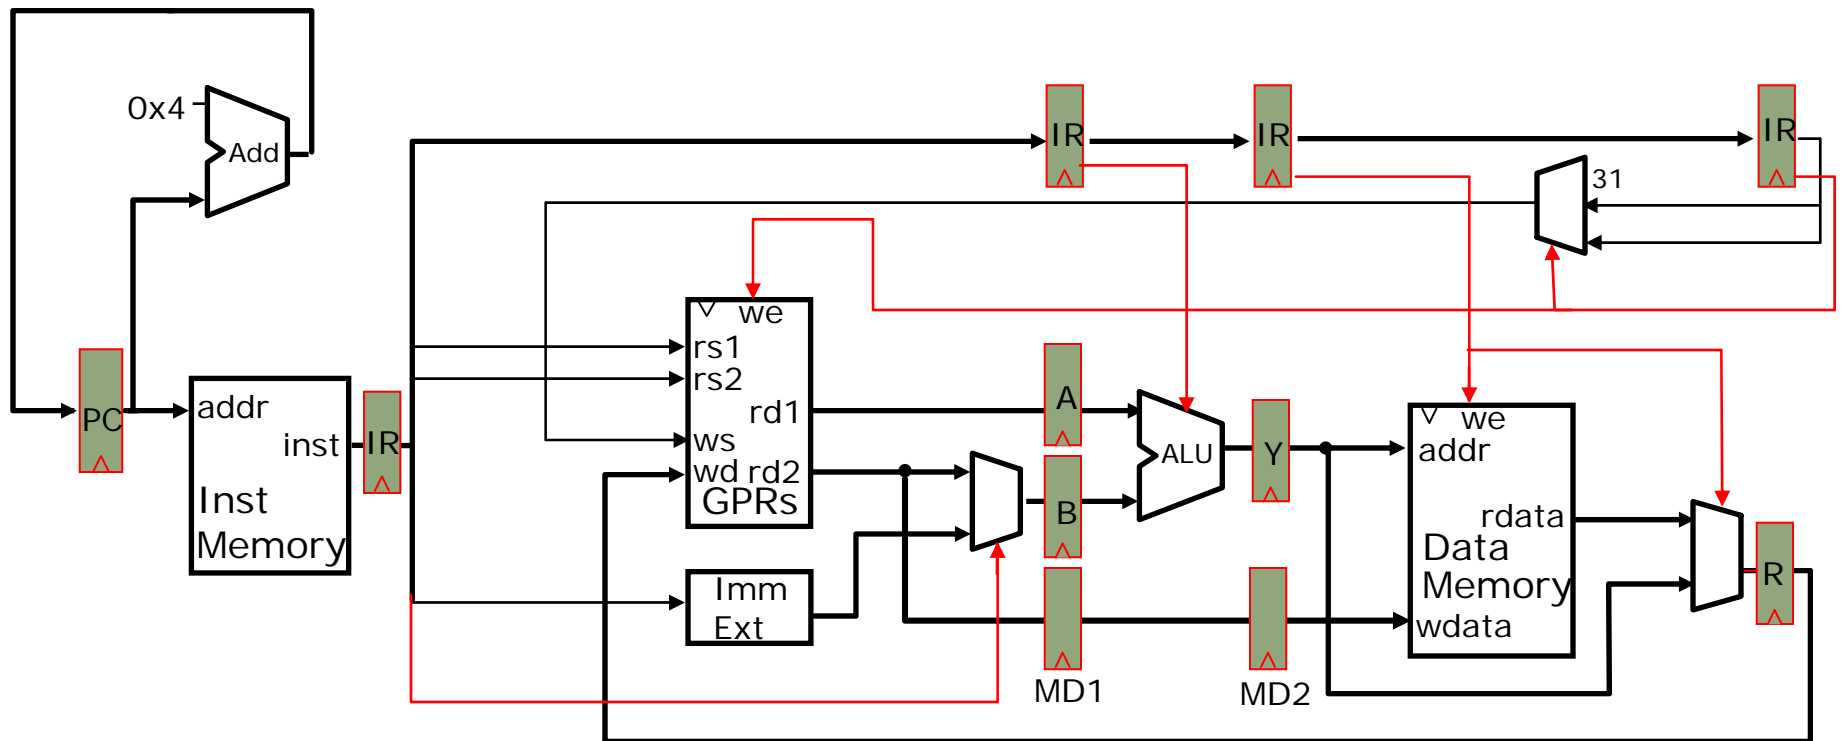 0x4
Add
PC
addr
inst
Inst
Memory
IR
IR
IR
IR
31
we
rs1
rs2
rd1
ws
wd rd2
GPRs
Imm
Ext
A
B
MD1
ALU
Y
MD2
we
addr
rdata
Data
Memory
wdata
R